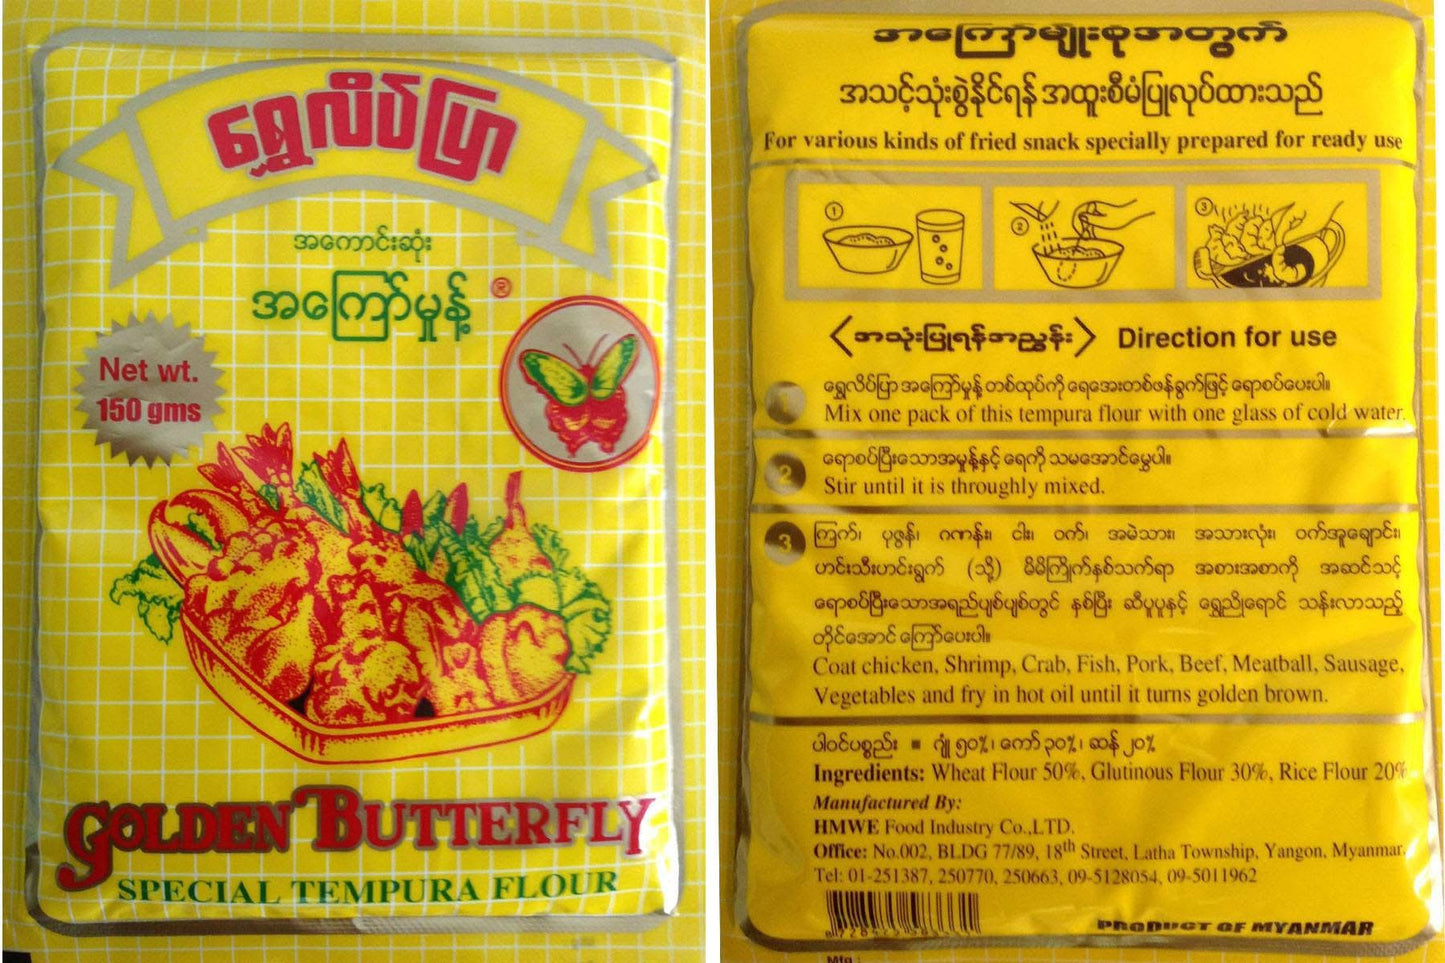 ရွှေလိပ်ပြာ
အကောင်းဆုံး
အကြော်မှုန့် ®
Net wt.
150 gms
GOLDEN BUTTERFLY
SPECIAL TEMPURA FLOUR
အကြော်မျိုးစုံအတွက်
အသင့်သုံးစွဲနိုင်ရန် အထူးစီမံပြုလုပ်ထားသည်
For various kinds of fried snack specially prepared for ready use
1 2 3
〈အသုံးပြုရန်အညွှန်း〉 Direction for use
ရွှေလိပ်ပြာ အကြော်မှုန့် တစ်ထုပ်ကို ရေအေးတစ်ဖန်ခွက်ဖြင့် ရောစပ်ပေးပါ။
1 Mix one pack of this tempura flour with one glass of cold water.
ရောစပ်ပြီးသောအမှုန့်နှင့် ရေကို သမအောင်မွှေပါ။
2 Stir until it is throughly mixed.
3 ကြက်၊ ပုဇွန်၊ ဂဏန်း၊ ငါး၊ ဝက်၊ အမဲသား၊ အသားလုံး၊ ဝက်အူချောင်း၊
ဟင်းသီးဟင်းရွက် (သို့) မိမိကြိုက်နှစ်သက်ရာ အစားအစာကို အဆင်သင့်
ရောစပ်ပြီးသောအရည်ပျစ်ပျစ်တွင် နှစ်ပြီး ဆီပူပူနှင့် ရွှေညိုရောင် သန်းလာသည့်
တိုင်အောင် ကြော်ပေးပါ။
Coat chicken, Shrimp, Crab, Fish, Pork, Beef, Meatball, Sausage,
Vegetables and fry in hot oil until it turns golden brown.
ပါဝင်ပစ္စည်း = ဂျုံ ၅၀%၊ ကောက် ၃၀%၊ ဆန် ၂၀%
Ingredients: Wheat Flour 50%, Glutinous Flour 30%, Rice Flour 20%
Manufactured By:
HMWE Food Industry Co.,LTD.
Office: No.002, BLDG 77/89, 18th Street, Latha Township, Yangon, Myanmar.
Tel: 01-251387, 250770, 250663, 09-5128054, 09-5011962
PRODUCT OF MYANMAR
Mfg :